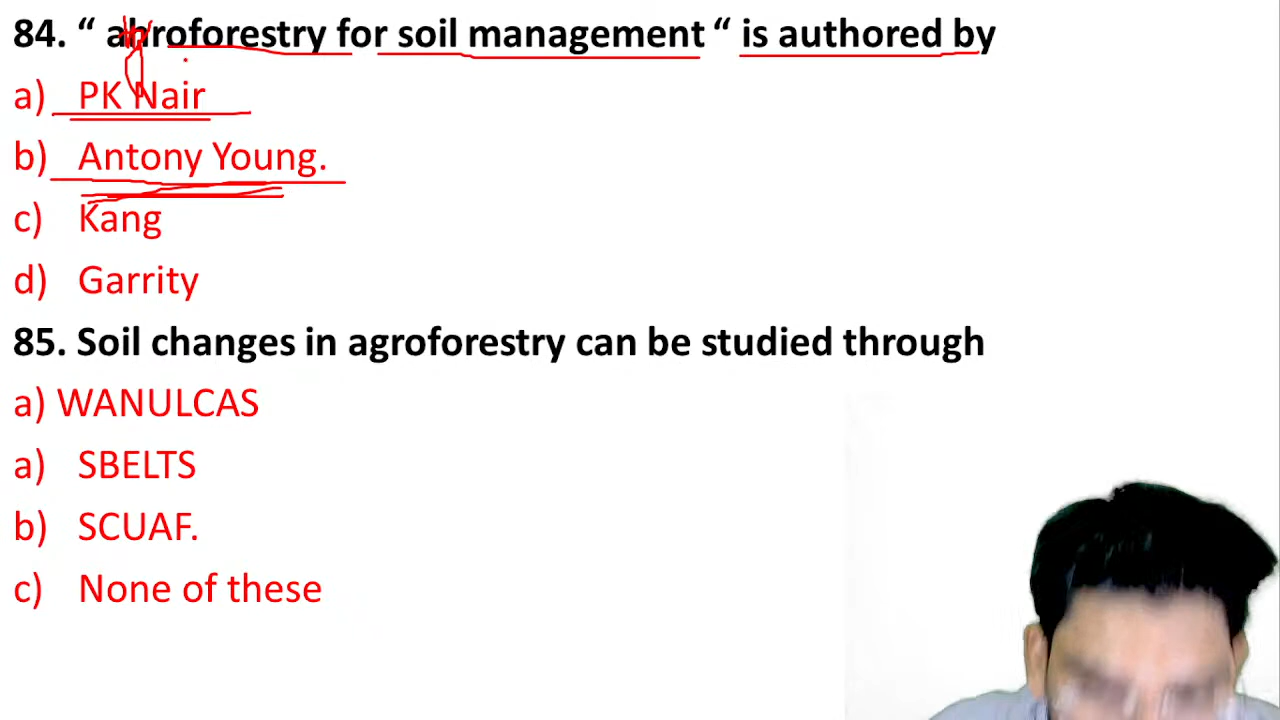 84. “ ahroforestry for soil management “ is authored by
a) PK Nair
b) Antony Young.
c) Kang
d) Garrity
85. Soil changes in agroforestry can be studied through
a) WANULCAS
a) SBELTS
b) SCUAF.
c) None of these